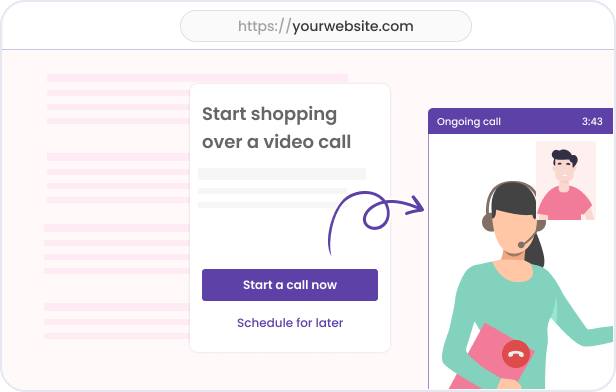 https://yourwebsite.com
Start shopping
over a video call
Start a call now
Schedule for later
Ongoing call 3:43